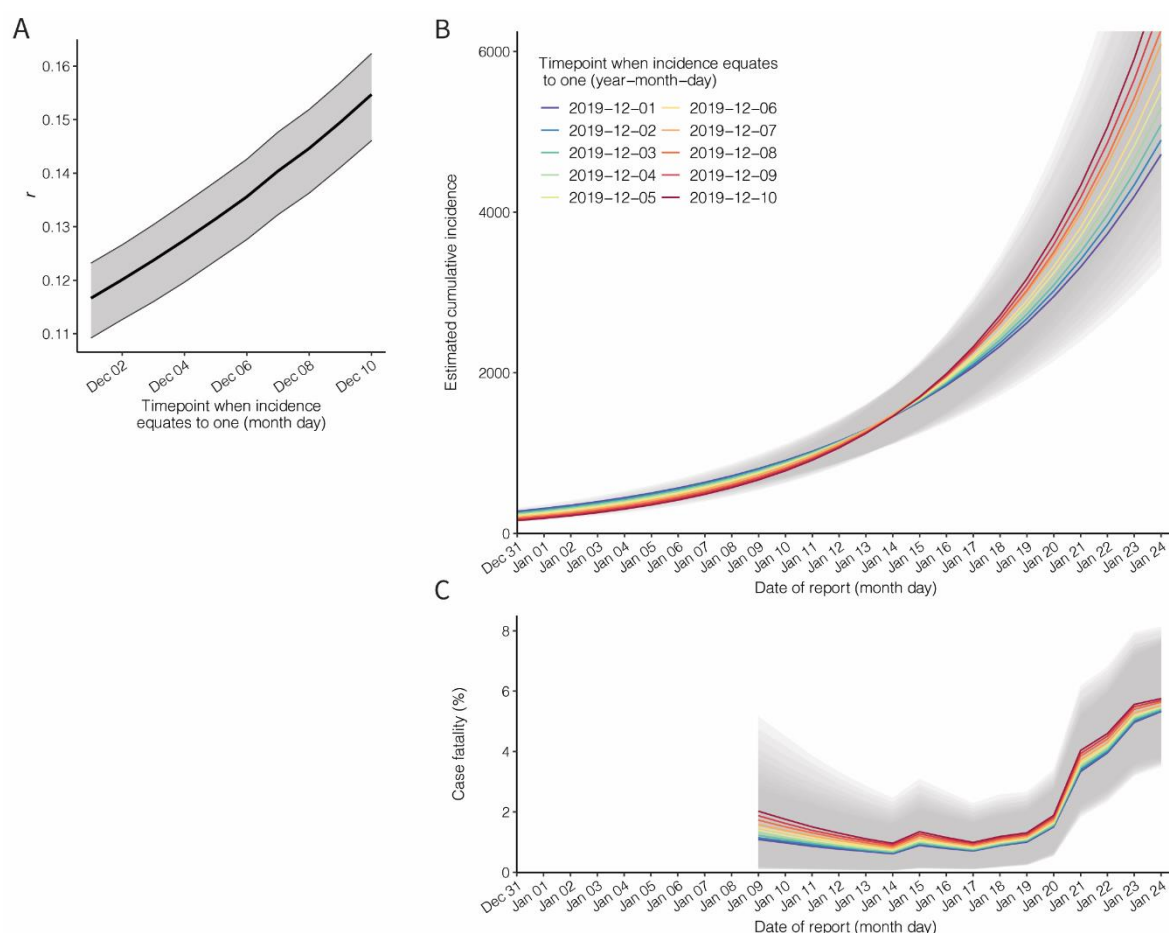 A
0.16
0.15
0.14
0.13
0.12
0.11
r
Dec 02
Dec 04
Dec 06
Dec 08
Dec 10
Timepoint when incidence
equates to one (month day)
B
6000
4000
2000
0
Estimated cumulative incidence
Timepoint when incidence equates
to one (year−month−day)
2019−12−01
2019−12−02
2019−12−03
2019−12−04
2019−12−05
2019−12−06
2019−12−07
2019−12−08
2019−12−09
2019−12−10
Dec 31
Jan 01
Jan 02
Jan 03
Jan 04
Jan 05
Jan 06
Jan 07
Jan 08
Jan 09
Jan 10
Jan 11
Jan 12
Jan 13
Jan 14
Jan 15
Jan 16
Jan 17
Jan 18
Jan 19
Jan 20
Jan 21
Jan 22
Jan 23
Jan 24
Date of report (month day)
C
8
6
4
2
0
Case fatality (%)
Dec 31
Jan 01
Jan 02
Jan 03
Jan 04
Jan 05
Jan 06
Jan 07
Jan 08
Jan 09
Jan 10
Jan 11
Jan 12
Jan 13
Jan 14
Jan 15
Jan 16
Jan 17
Jan 18
Jan 19
Jan 20
Jan 21
Jan 22
Jan 23
Jan 24
Date of report (month day)